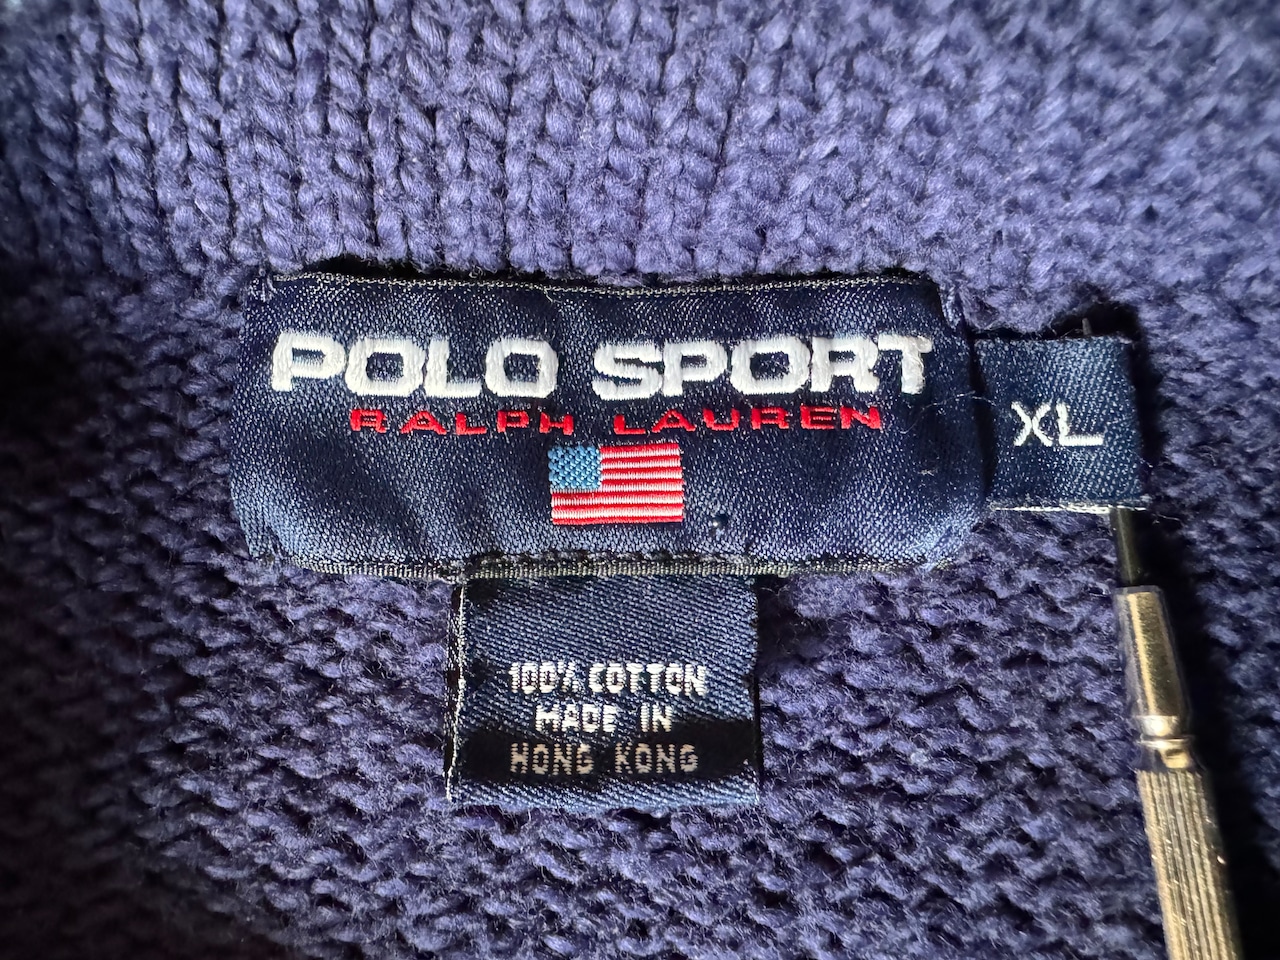 POLO SPORT
RALPH LAUREN
XL
100% COTTON
MADE IN
HONG KONG